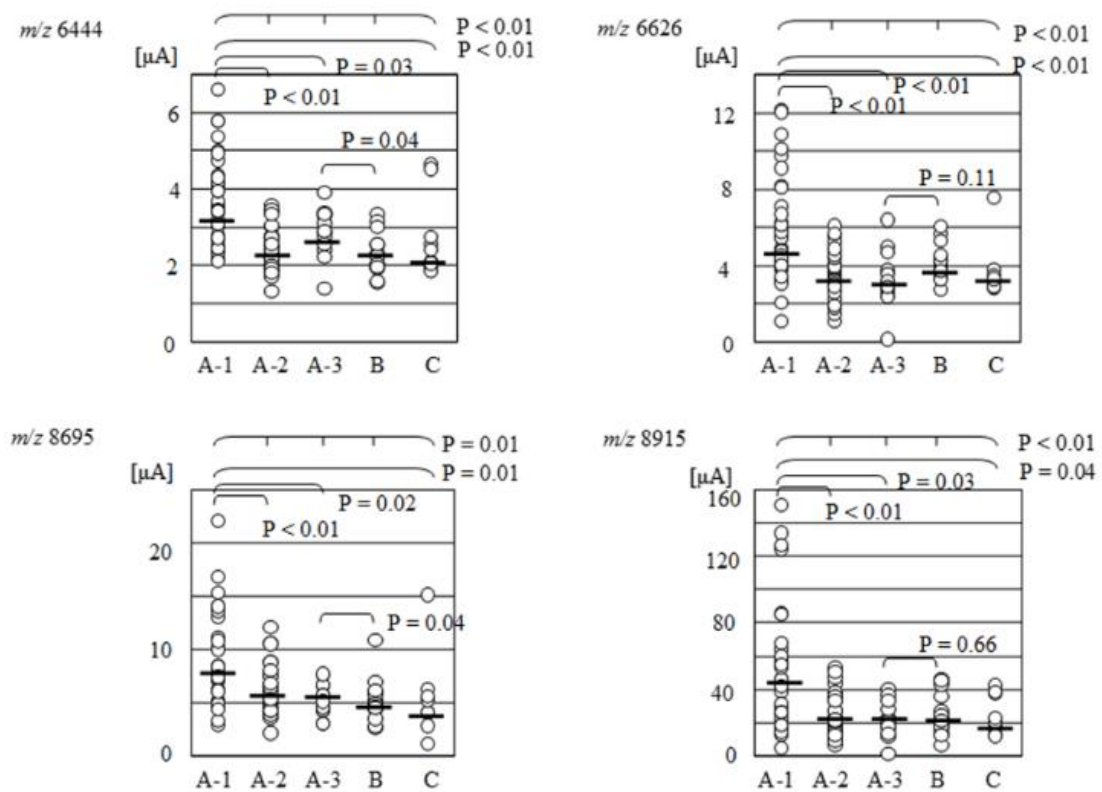 m/z 6444
P < 0.01
P < 0.01
[μA]
P = 0.03
P < 0.01
P = 0.04
6
4
2
0
A-1 A-2 A-3 B C
m/z 6626
P < 0.01
P < 0.01
[μA]
P < 0.01
P < 0.01
P = 0.11
12
8
4
0
A-1 A-2 A-3 B C
m/z 8695
P = 0.01
P = 0.01
[μA]
P = 0.02
P < 0.01
P = 0.04
20
10
0
A-1 A-2 A-3 B C
m/z 8915
P < 0.01
P = 0.04
[μA]
P = 0.03
P < 0.01
P = 0.66
160
120
80
40
0
A-1 A-2 A-3 B C